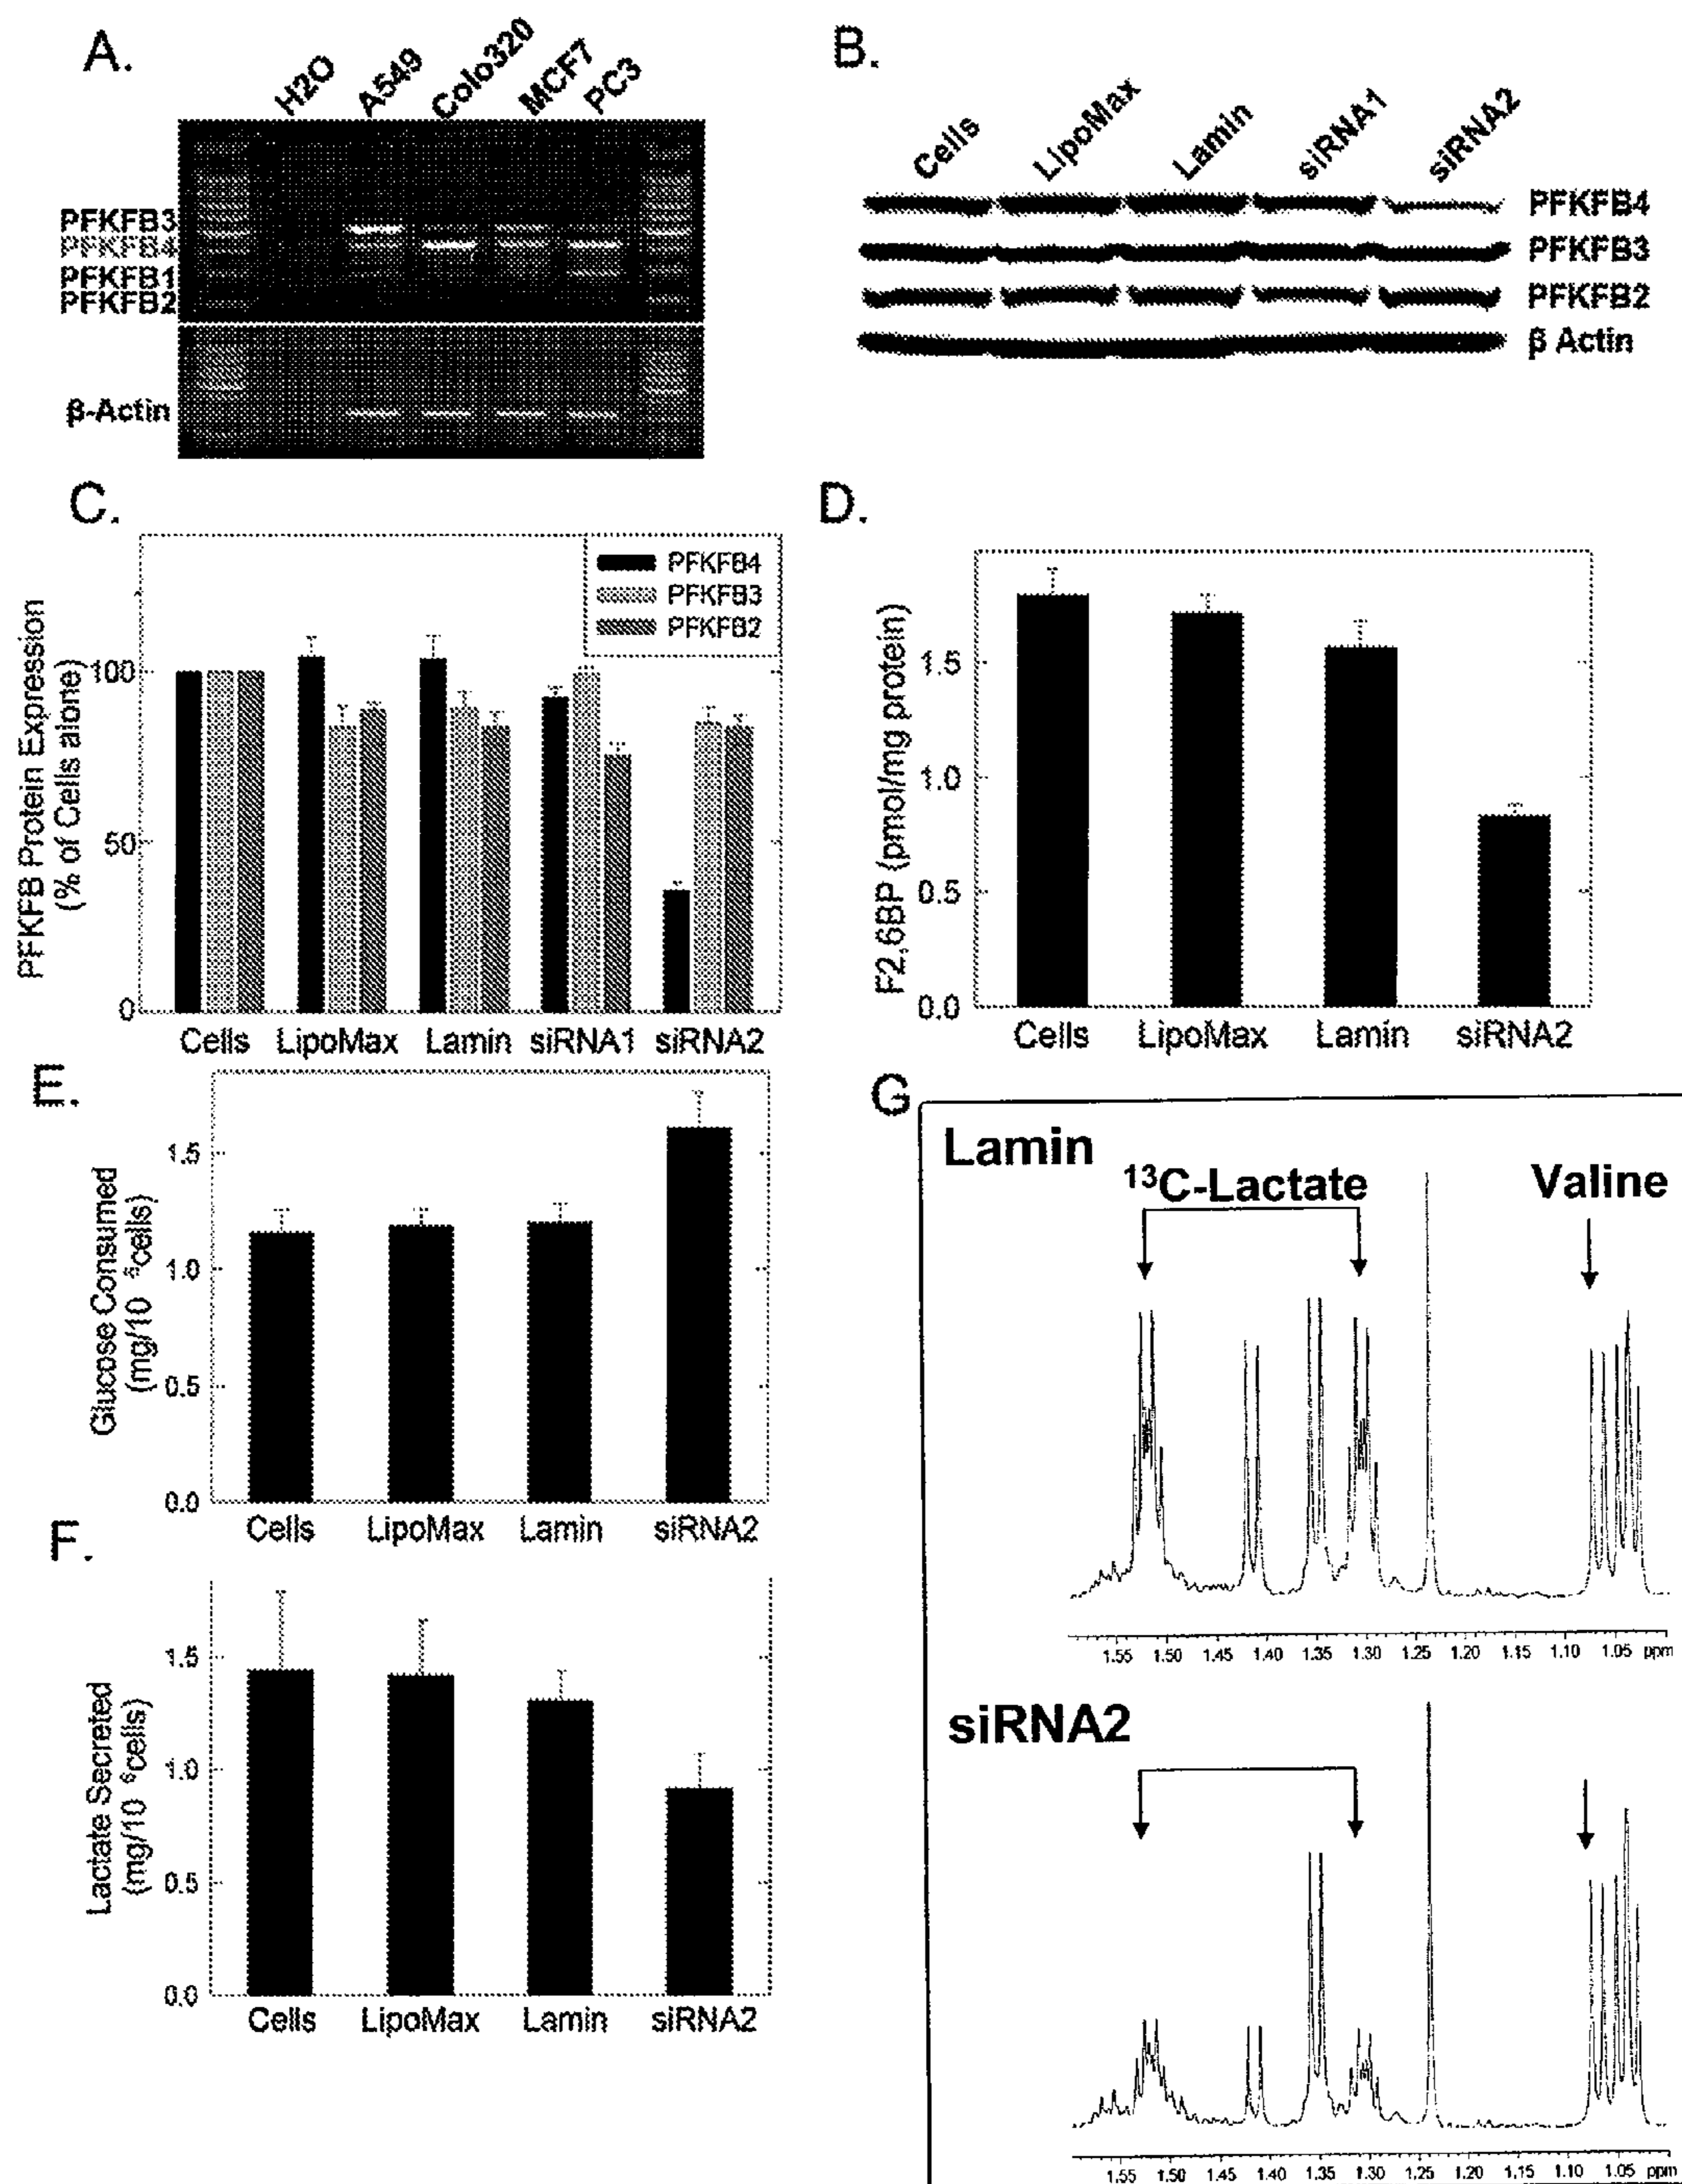 A.
H2O
A549
Colo320
MCF7
PC3
PFKFB3
PFKFB4
PFKFB1
PFKFB2
β-Actin
B.
Cells
LipoMax
Lamin
siRNA1
siRNA2
PFKFB4
PFKFB3
PFKFB2
β Actin
C.
PFKFB Protein Expression
(% of Cells alone)
100
50
0
PFKFB4
PFKFB3
PFKFB2
Cells LipoMax Lamin siRNA1 siRNA2
D.
F2,6BP (pmol/mg protein)
1.5
1.0
0.5
0.0
Cells LipoMax Lamin siRNA2
E.
Glucose Consumed
(mg/10 cells)
1.5
1.0
0.5
0.0
Cells LipoMax Lamin siRNA2
F.
Lactate Secreted
(mg/10 ⁶cells)
1.5
1.0
0.5
0.0
Cells LipoMax Lamin siRNA2
G
Lamin
¹³C-Lactate
Valine
1.55 1.50 1.45 1.40 1.35 1.30 1.25 1.20 1.15 1.10 1.05 ppm
siRNA2
1.55 1.50 1.45 1.40 1.35 1.30 1.25 1.20 1.15 1.10 1.05 ppm